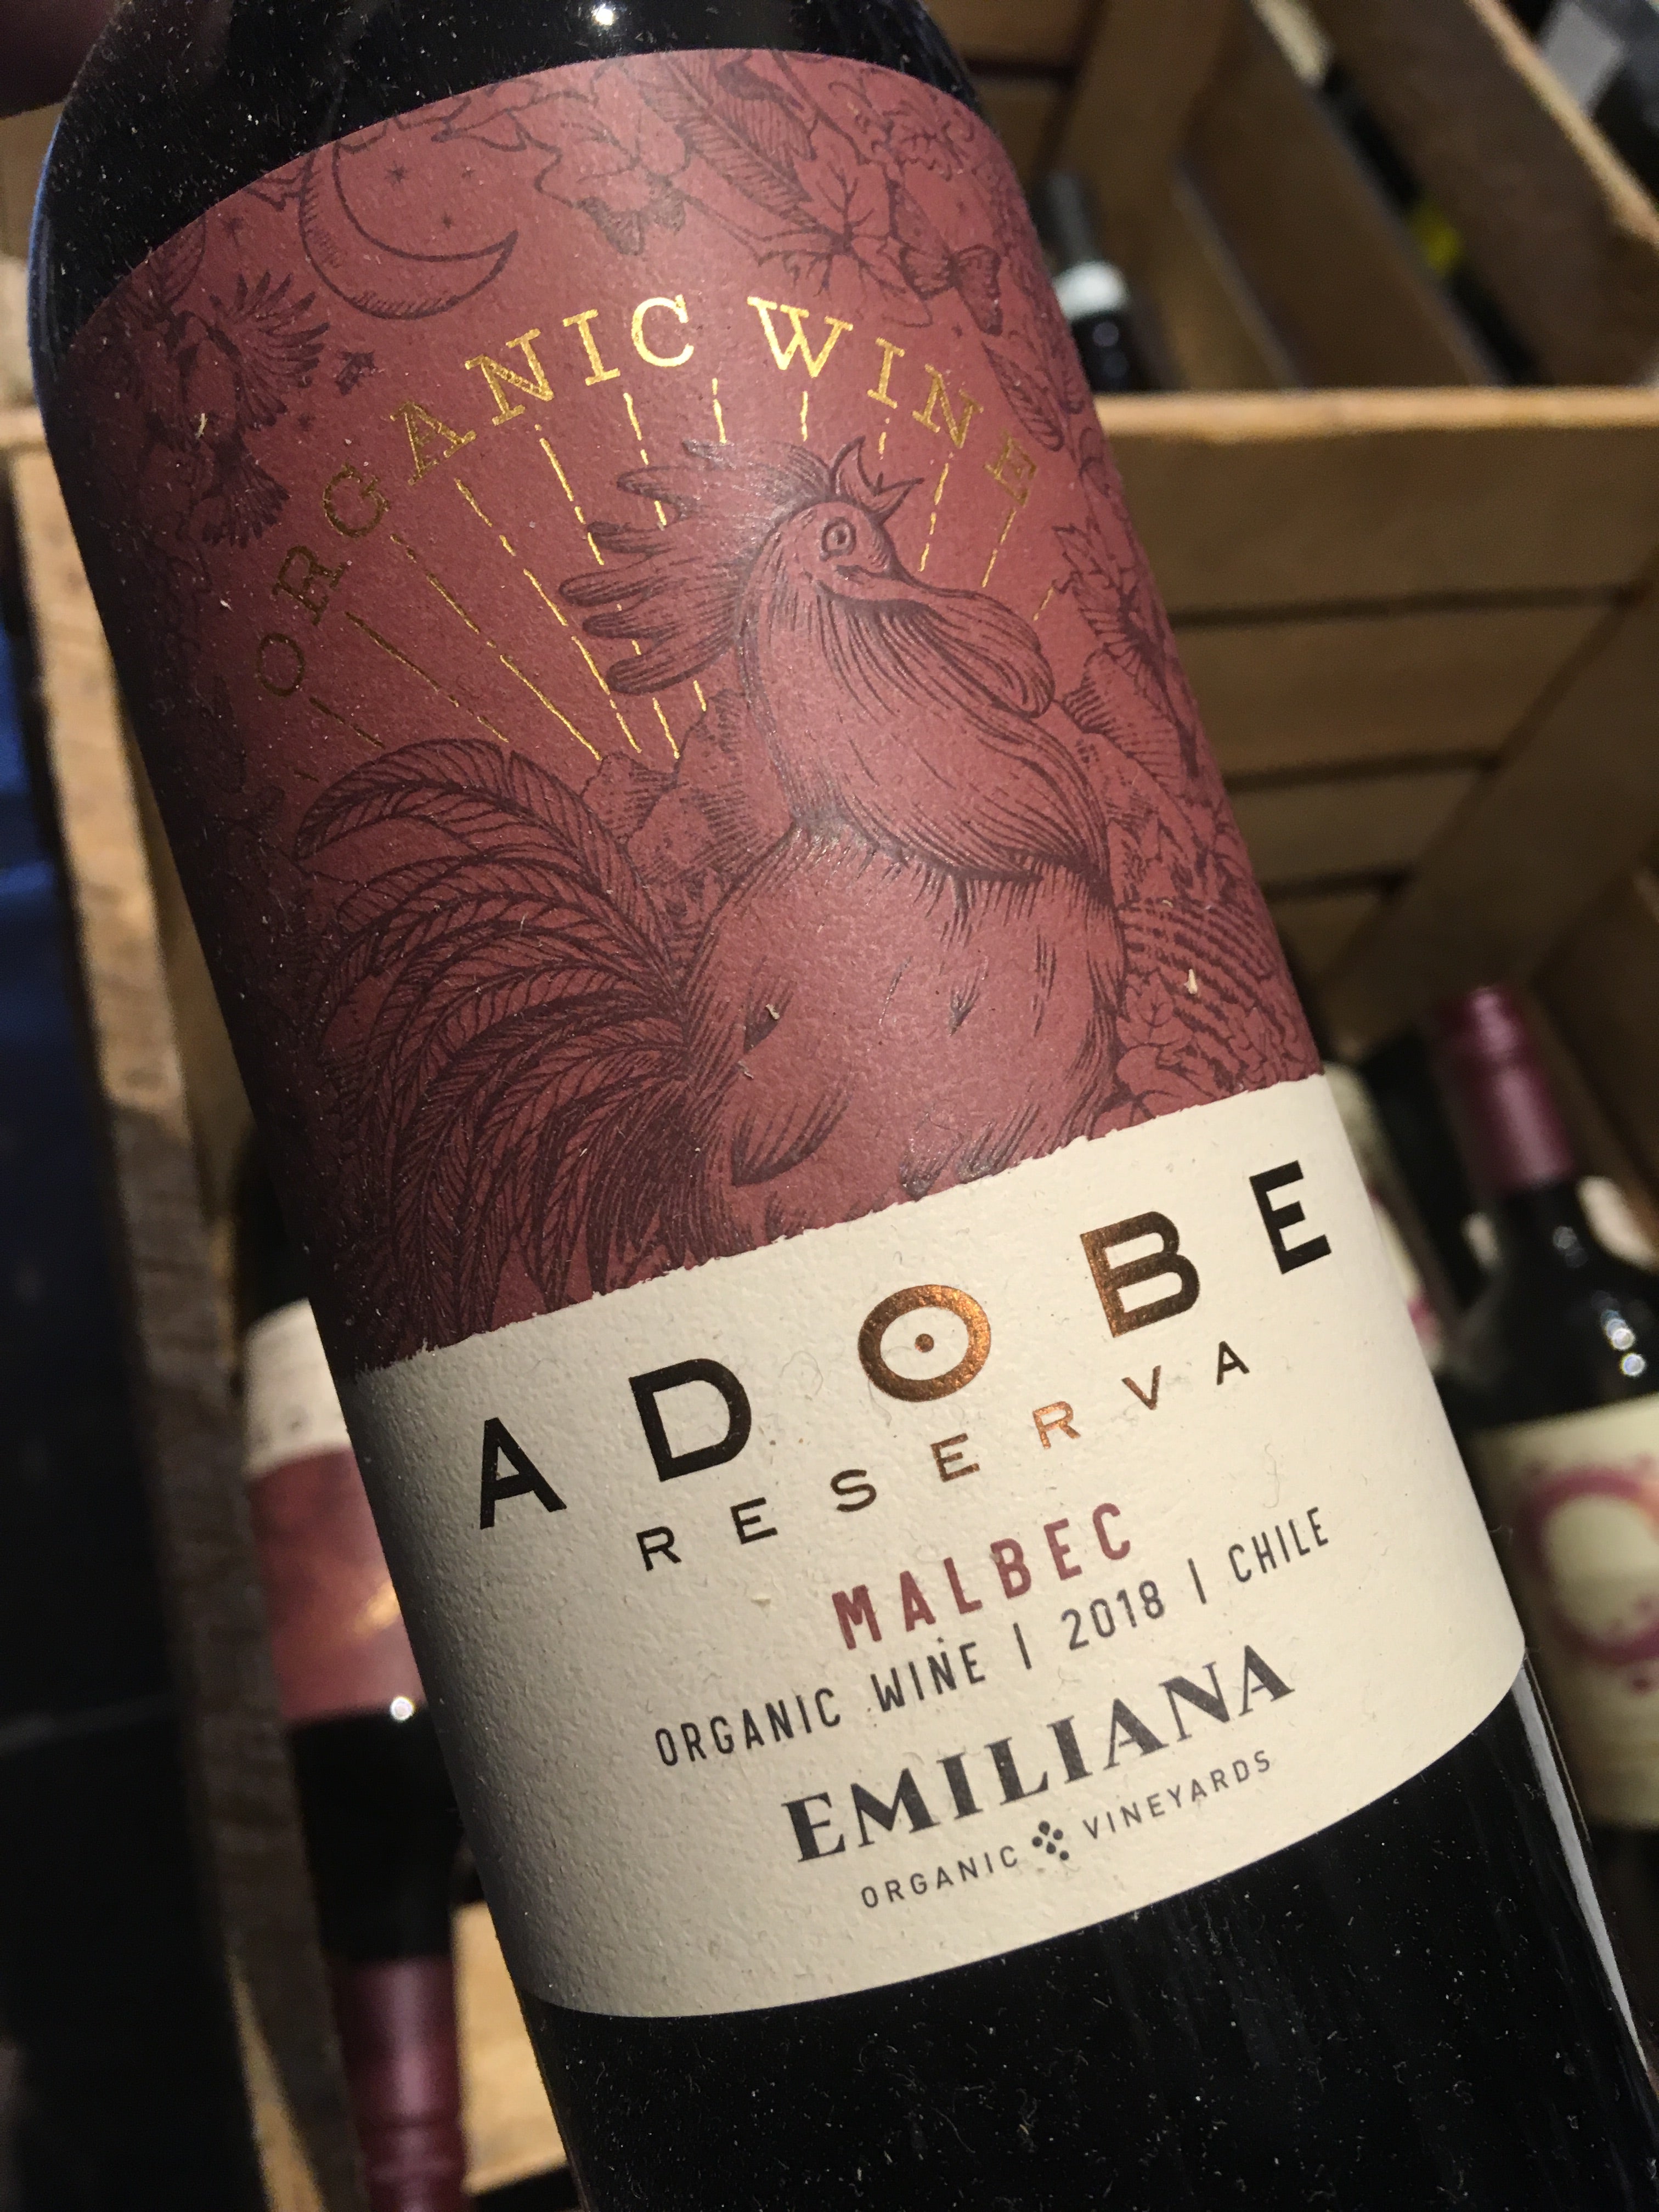 ORGANIC WINE
ADOBE
RESERVA
MALBEC
ORGANIC WINE | 2018 | CHILE
EMILIANA
ORGANIC VINEYARDS